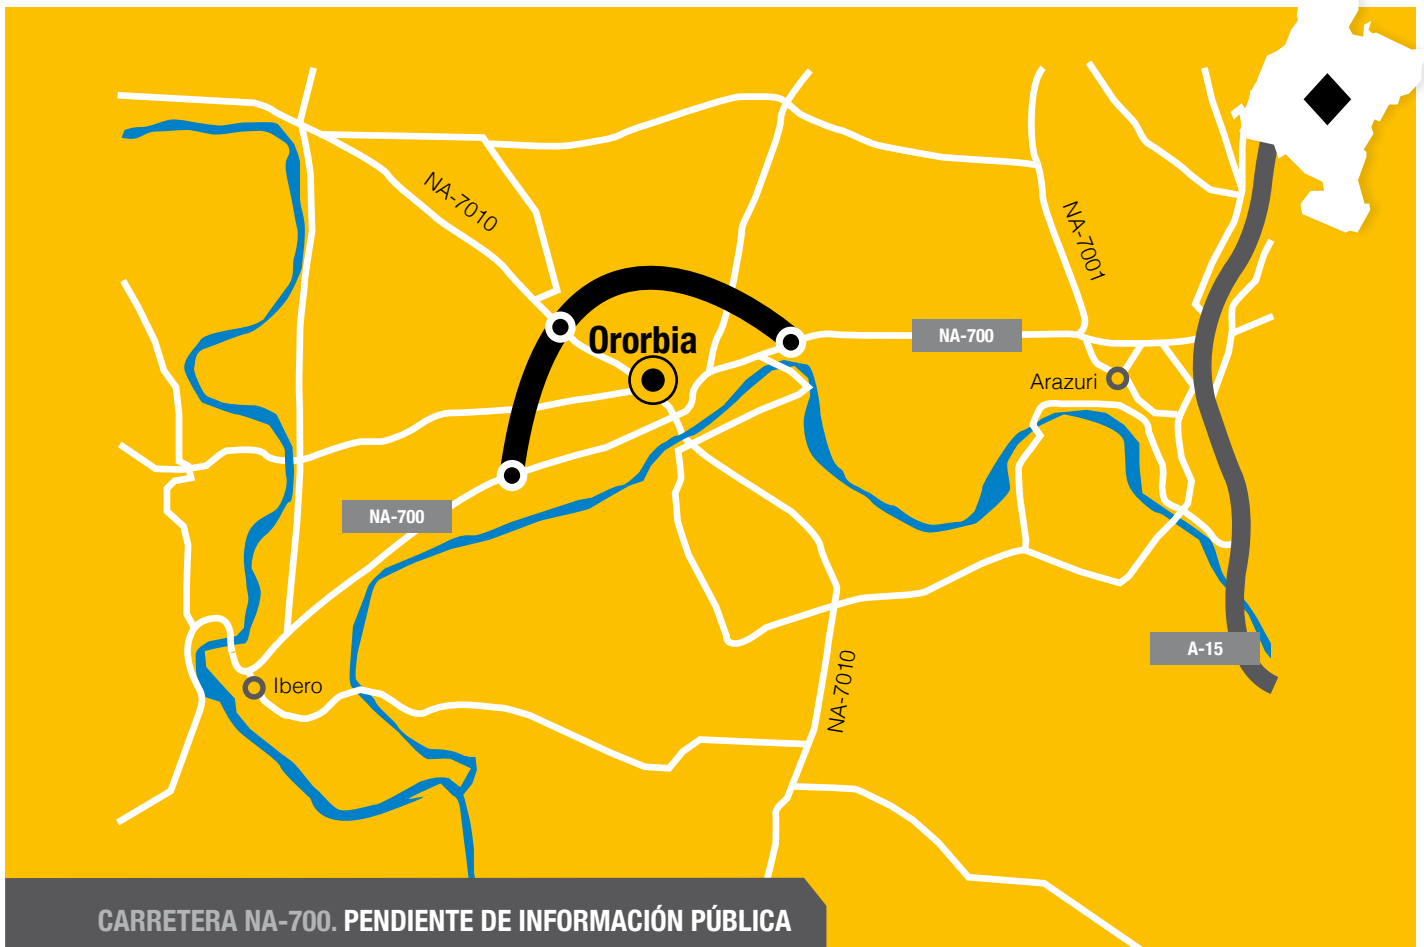 NA-7010
NA-7001
Ororbia
NA-700
Arazuri
NA-700
A-15
Ibero
NA-7010
CARRETERA NA-700. PENDIENTE DE INFORMACIÓN PÚBLICA